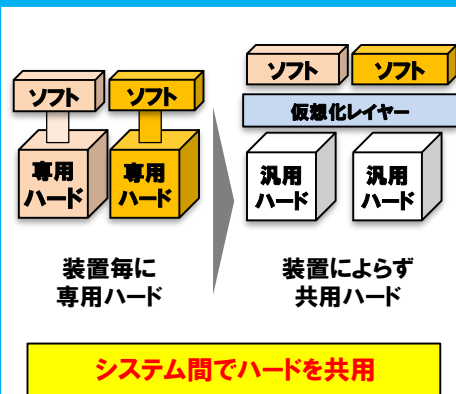 ソフト
ソフト
専用
ハード
専用
ハード
装置毎に
専用ハード
ソフト
ソフト
仮想化レイヤー
汎用
ハード
汎用
ハード
装置によらず
共用ハード
システム間でハードを共用